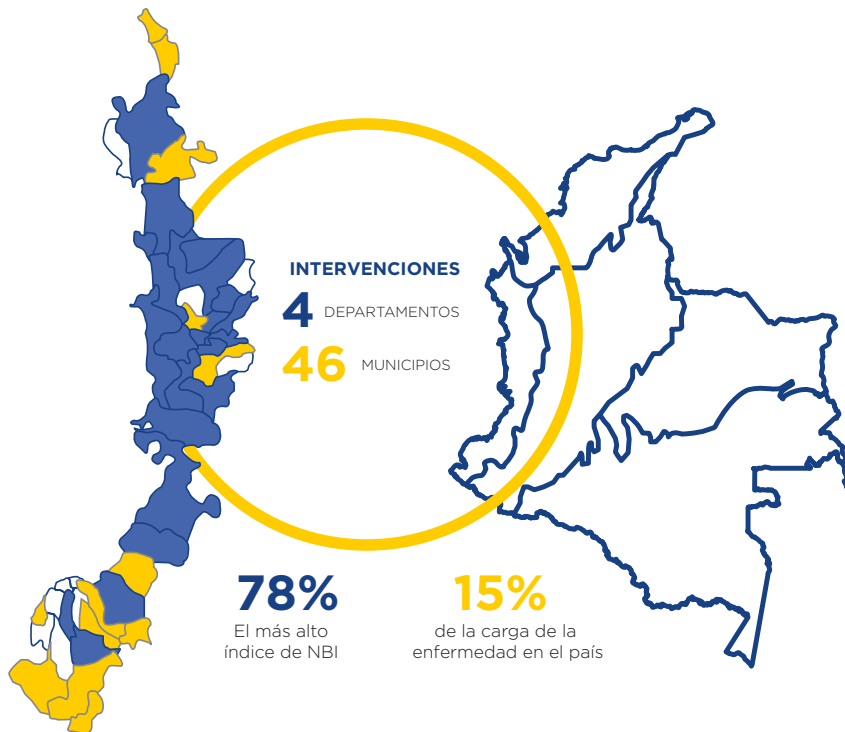 INTERVENCIONES
4 DEPARTAMENTOS
46 MUNICIPIOS
78%
El más alto
índice de NBI
15%
de la carga de la
enfermedad en el país